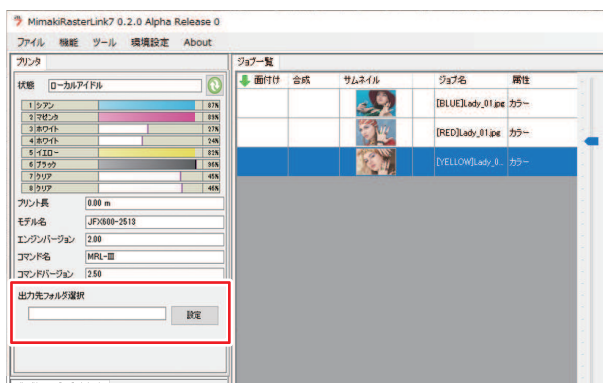 MimakiRasterLink7 0.2.0 Alpha Release 0
ファイル 機能 ツール 環境設定 About
プリンタ
状態 ローカルアイドル
1 シアン 87%
2 マゼンタ 89%
3 ホワイト 27%
4 ホワイト 24%
5 イエロー 82%
6 ブラック 96%
7 クリア 45%
8 クリア 46%
プリント長 0.00 m
モデル名 JFX600-2513
エンジンバージョン 2.00
コマンド名 MRL-Ⅲ
コマンドバージョン 2.50
出力先フォルダ選択
設定
ジョブ一覧
面付け 合成 サムネイル ジョブ名 属性
[BLUE]Lady_01.jpg カラー
[RED]Lady_01.jpg カラー
[YELLOW]Lady_0... カラー